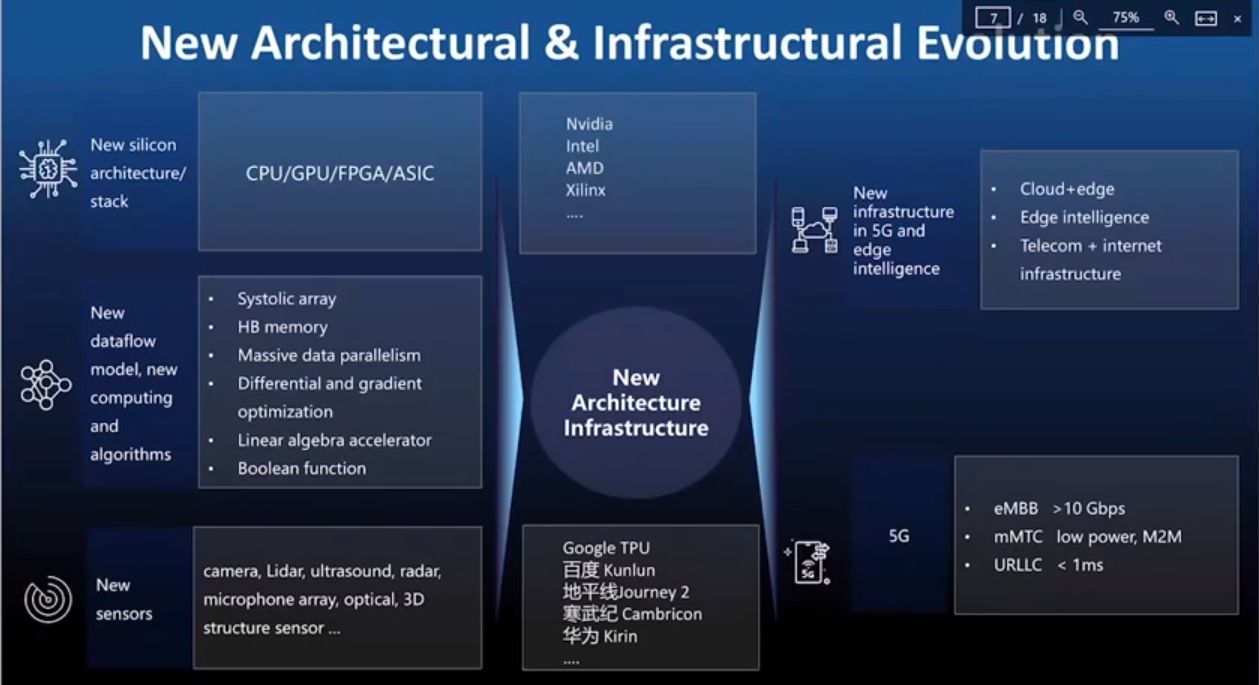 7 / 18 75%
New Architectural & Infrastructural Evolution
New silicon
architecture/
stack
CPU/GPU/FPGA/ASIC
Nvidia
Intel
AMD
Xilinx
....
New
infrastructure
in 5G and
edge
intelligence
• Cloud+edge
• Edge intelligence
• Telecom + internet
infrastructure
New
dataflow
model, new
computing
and
algorithms
• Systolic array
• HB memory
• Massive data parallelism
• Differential and gradient
optimization
• Linear algebra accelerator
• Boolean function
New
Architecture
Infrastructure
New
sensors
camera, Lidar, ultrasound, radar,
microphone array, optical, 3D
structure sensor ...
Google TPU
百度 Kunlun
地平线Journey 2
寒武纪 Cambricon
华为 Kirin
....
5G
5G
• eMBB >10 Gbps
• mMTC low power, M2M
• URLLC < 1ms